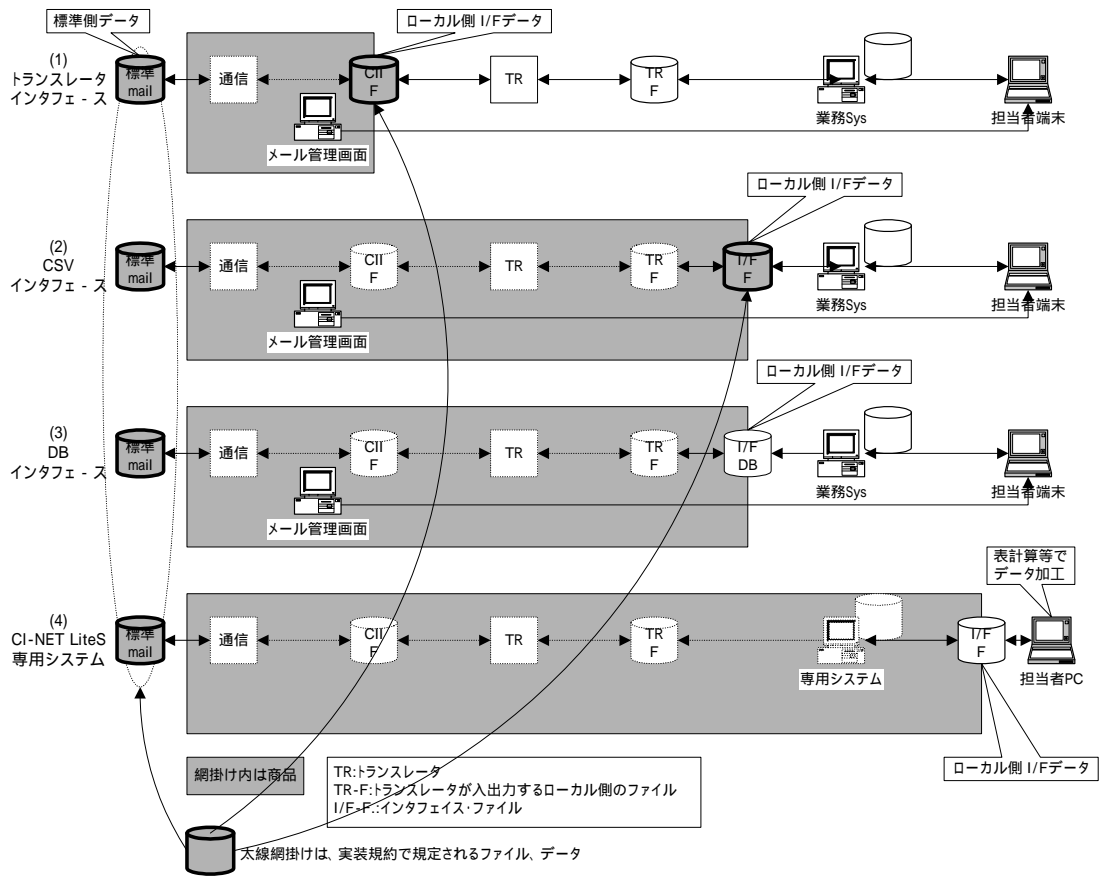 標準側データ
ローカル側 I/Fデータ
(1)
トランスレータ
インタフェ - ス
標準
mail
通信
CII
F
TR
TR
F
業務Sys
担当者端末
メール管理画面
ローカル側 I/Fデータ
(2)
CSV
インタフェ - ス
標準
mail
通信
CII
F
TR
TR
F
I/F
F
業務Sys
担当者端末
メール管理画面
ローカル側 I/Fデータ
(3)
DB
インタフェ - ス
標準
mail
通信
CII
F
TR
TR
F
I/F
DB
業務Sys
担当者端末
メール管理画面
表計算等で
データ加工
(4)
CI-NET LiteS
専用システム
標準
mail
通信
CII
F
TR
TR
F
専用システム
I/F
F
担当者PC
ローカル側 I/Fデータ
網掛け内は商品
TR:トランスレータ
TR-F:トランスレータが入出力するローカル側のファイル
I/F-F.:インタフェイス・ファイル
太線網掛けは、実装規約で規定されるファイル、データ